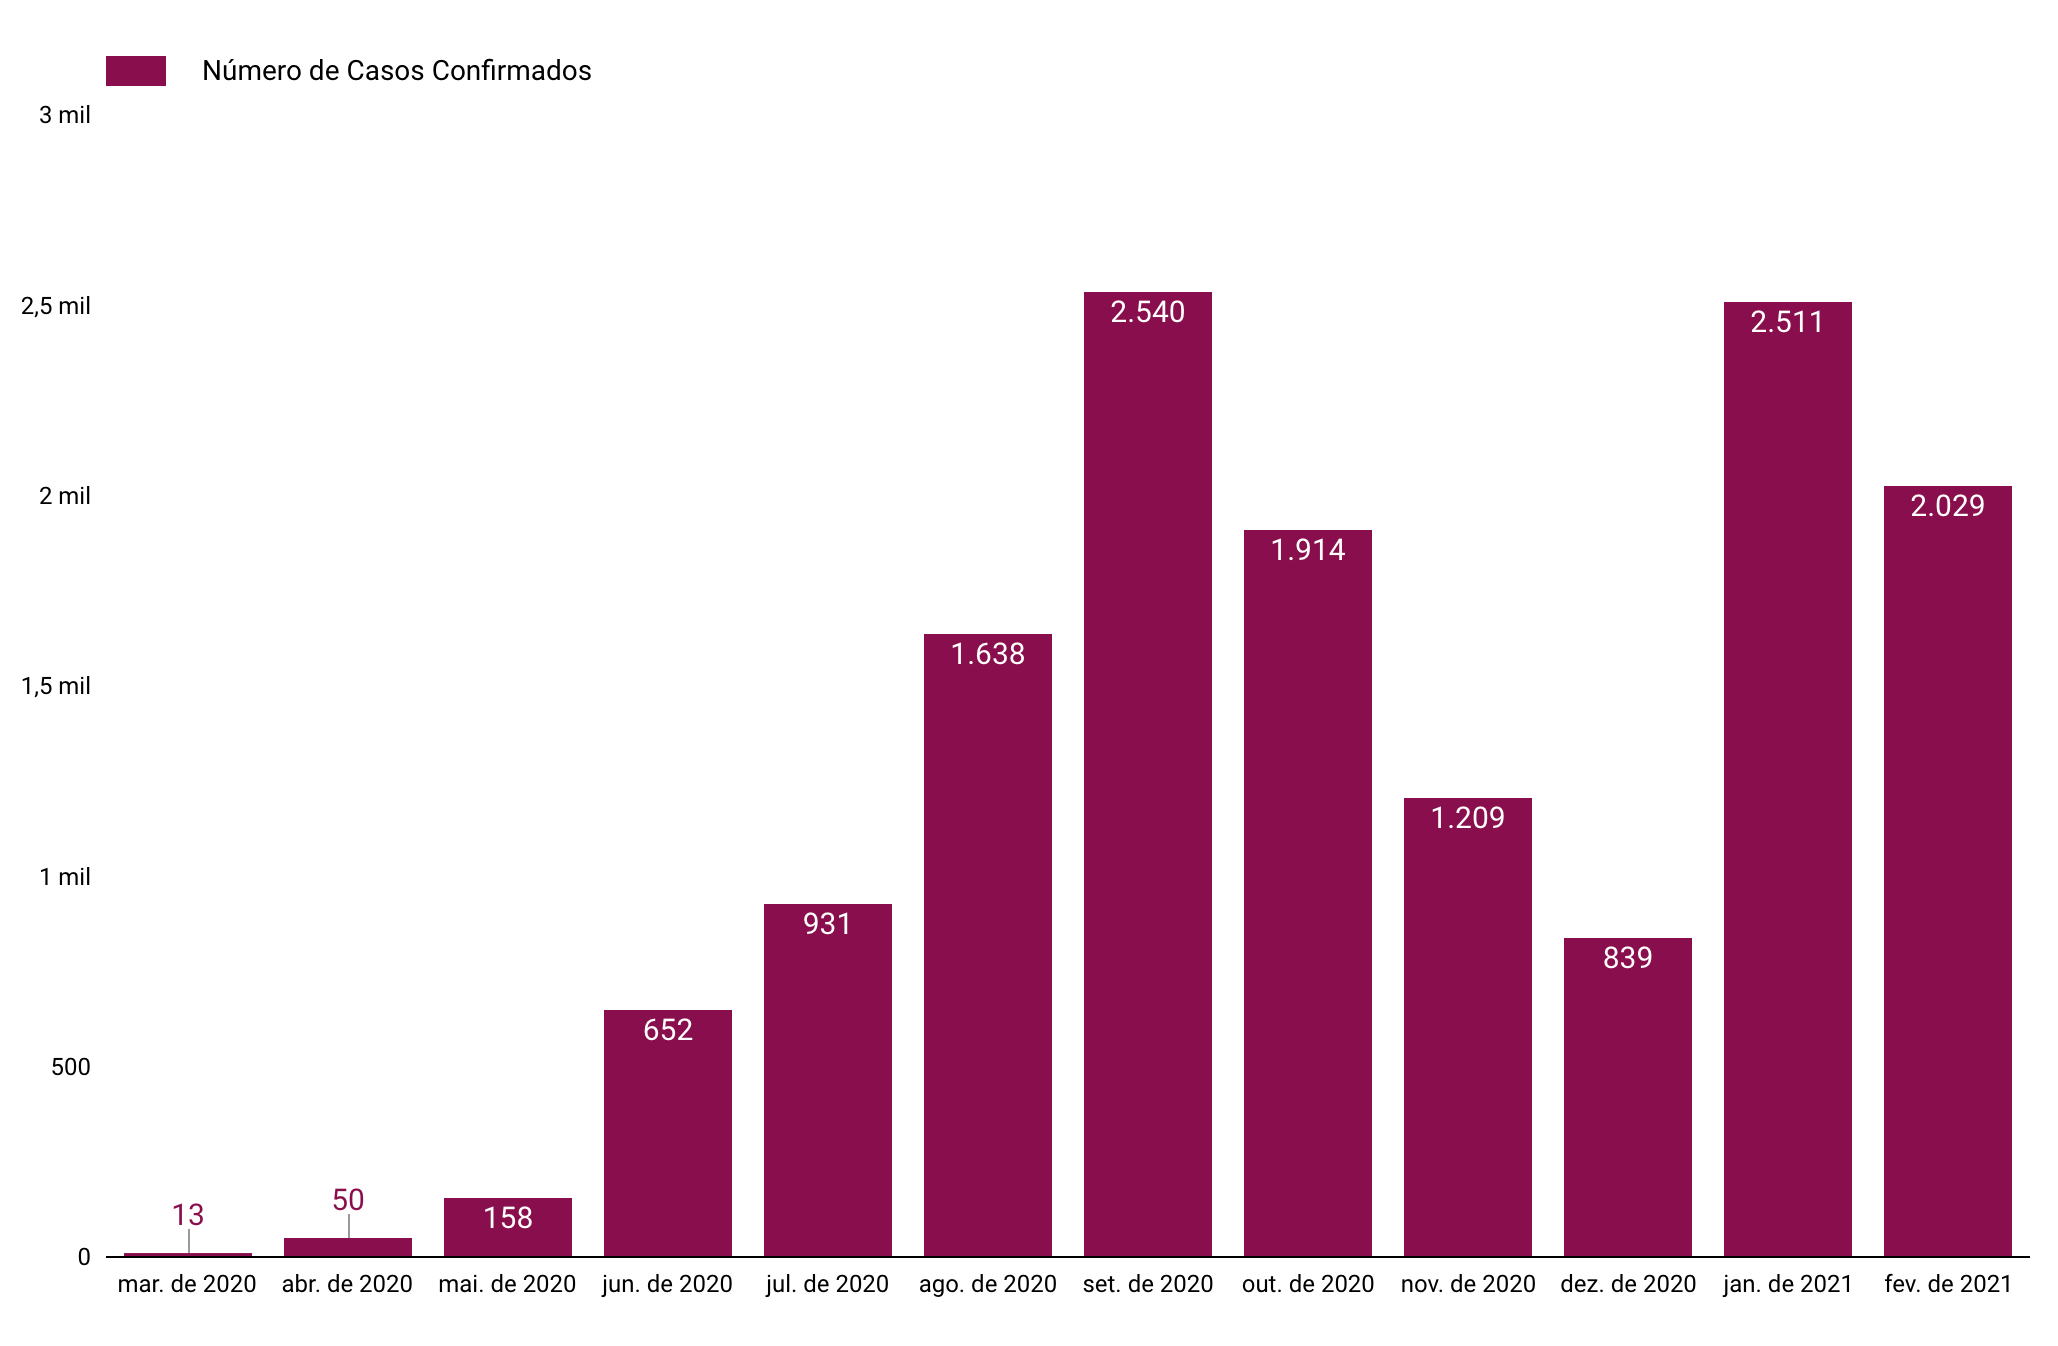 Número de Casos Confirmados
3 mil
2,5 mil
2 mil
1,5 mil
1 mil
500
0
13
50
158
652
931
1.638
2.540
1.914
1.209
839
2.511
2.029
mar. de 2020
abr. de 2020
mai. de 2020
jun. de 2020
jul. de 2020
ago. de 2020
set. de 2020
out. de 2020
nov. de 2020
dez. de 2020
jan. de 2021
fev. de 2021